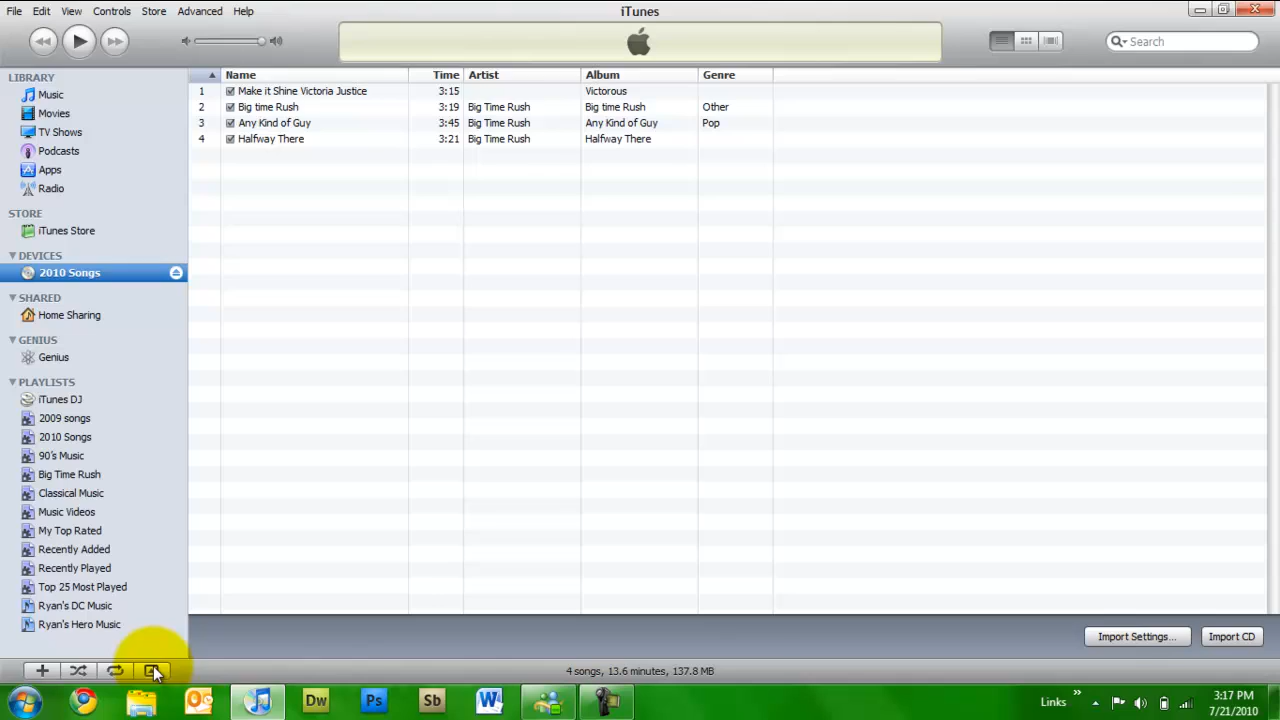 File Edit View Controls Store Advanced Help
iTunes
Search
LIBRARY
Music
Movies
TV Shows
Podcasts
Apps
Radio
STORE
iTunes Store
DEVICES
2010 Songs
SHARED
Home Sharing
GENIUS
Genius
PLAYLISTS
iTunes DJ
2009 songs
2010 Songs
90's Music
Big Time Rush
Classical Music
Music Videos
My Top Rated
Recently Added
Recently Played
Top 25 Most Played
Ryan's DC Music
Ryan's Hero Music
Name Time Artist Album Genre
1 Make it Shine Victoria Justice 3:15 Victorous
2 Big time Rush 3:19 Big Time Rush Big time Rush Other
3 Any Kind of Guy 3:45 Big Time Rush Any Kind of Guy Pop
4 Halfway There 3:21 Big Time Rush Halfway There
Import Settings... Import CD
4 songs, 13.6 minutes, 137.8 MB
Dw Ps Sb W
Links » 3:17 PM
7/21/2010